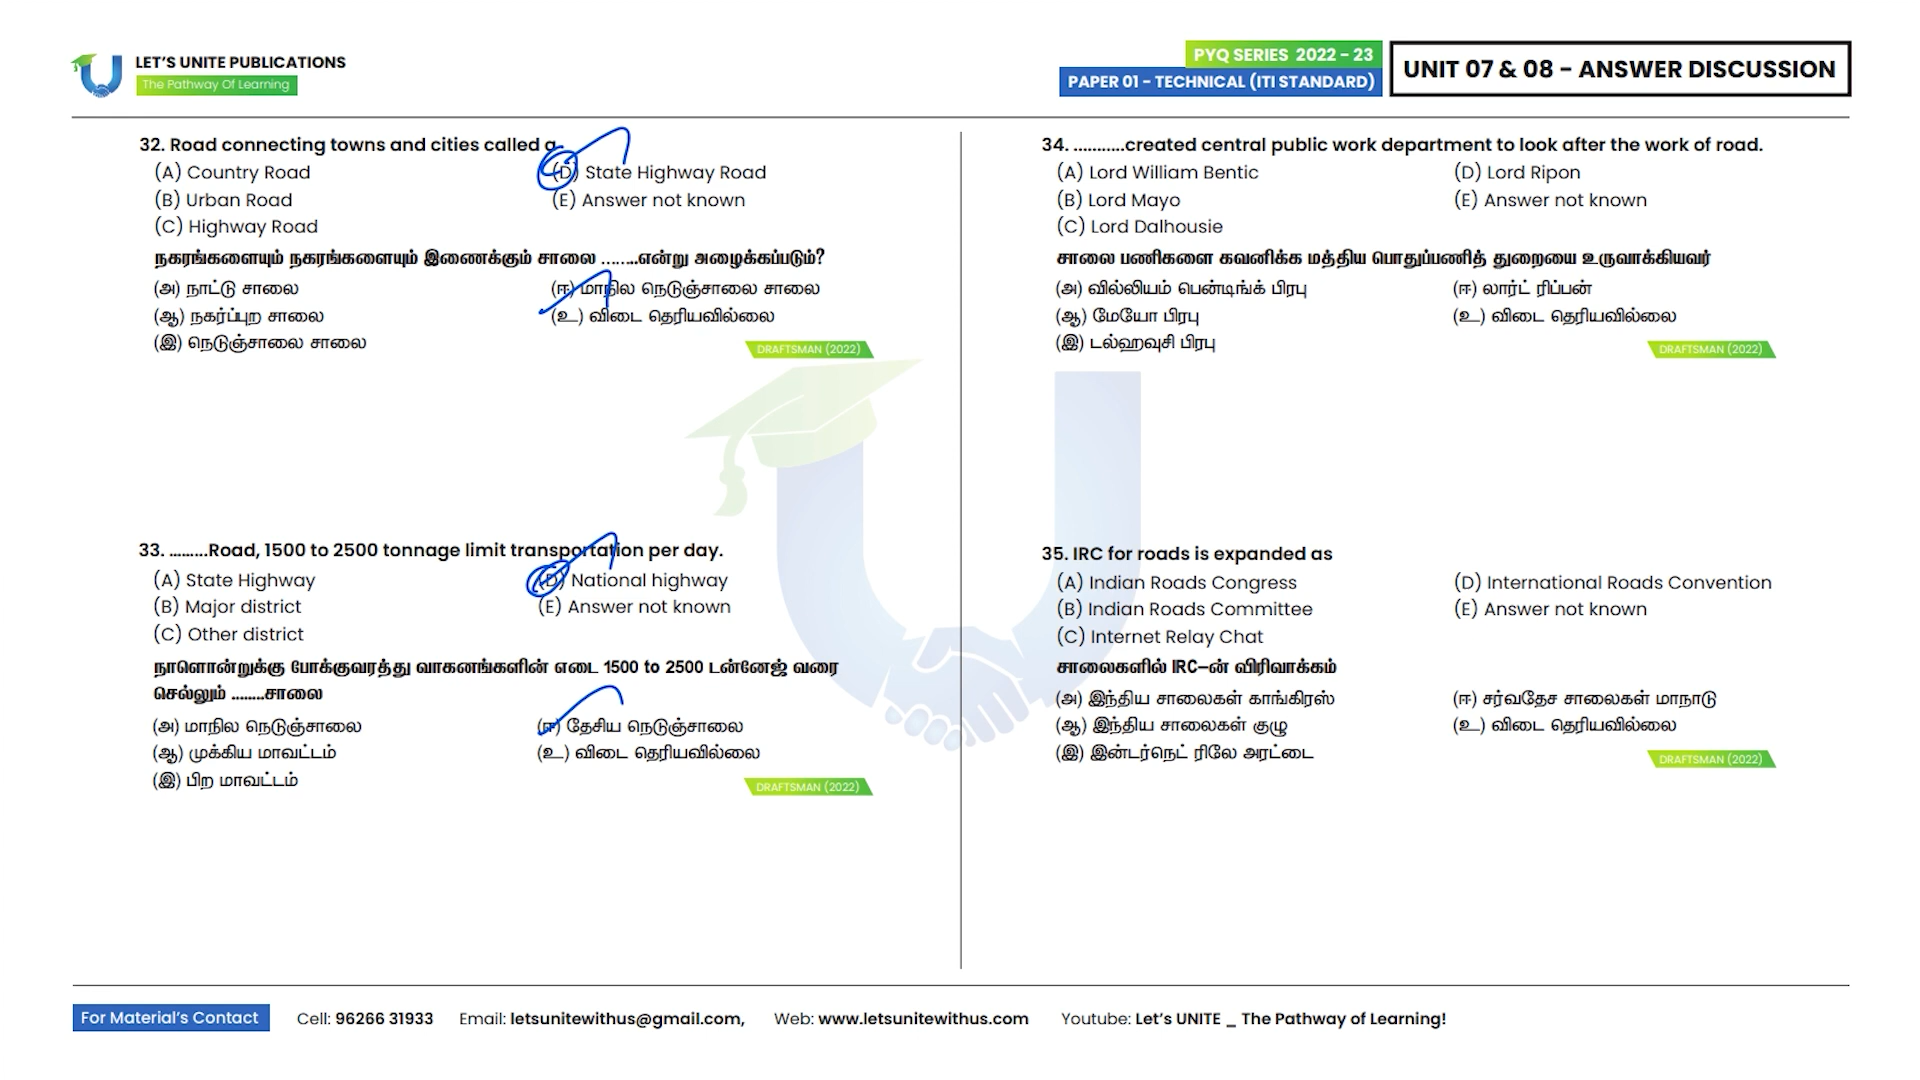 LET'S UNITE PUBLICATIONS
The Pathway Of Learning
PYQ SERIES 2022 - 23
PAPER 01 - TECHNICAL (ITI STANDARD)
UNIT 07 & 08 - ANSWER DISCUSSION
32. Road connecting towns and cities called a
(A) Country Road
(D) State Highway Road
(B) Urban Road
(E) Answer not known
(C) Highway Road
நகரங்களையும் நகரங்களையும் இணைக்கும் சாலை ........என்று அழைக்கப்படும்?
(அ) நாட்டு சாலை
(ஈ) மாநில நெடுஞ்சாலை சாலை
(ஆ) நகர்ப்புற சாலை
(உ) விடை தெரியவில்லை
(இ) நெடுஞ்சாலை சாலை
DRAFTSMAN (2022)
33. .........Road, 1500 to 2500 tonnage limit transportation per day.
(A) State Highway
(D) National highway
(B) Major district
(E) Answer not known
(C) Other district
நாளொன்றுக்கு போக்குவரத்து வாகனங்களின் எடை 1500 to 2500 டன்னேஜ் வரை
செல்லும் ........சாலை
(அ) மாநில நெடுஞ்சாலை
(ஈ) தேசிய நெடுஞ்சாலை
(ஆ) முக்கிய மாவட்டம்
(உ) விடை தெரியவில்லை
(இ) பிற மாவட்டம்
DRAFTSMAN (2022)
34. ...........created central public work department to look after the work of road.
(A) Lord William Bentic
(D) Lord Ripon
(B) Lord Mayo
(E) Answer not known
(C) Lord Dalhousie
சாலை பணிகளை கவனிக்க மத்திய பொதுப்பணித் துறையை உருவாக்கியவர்
(அ) வில்லியம் பென்டிங்க் பிரபு
(ஈ) லார்ட் ரிப்பன்
(ஆ) மேயோ பிரபு
(உ) விடை தெரியவில்லை
(இ) டல்ஹவுசி பிரபு
DRAFTSMAN (2022)
35. IRC for roads is expanded as
(A) Indian Roads Congress
(D) International Roads Convention
(B) Indian Roads Committee
(E) Answer not known
(C) Internet Relay Chat
சாலைகளில் IRC-ன் விரிவாக்கம்
(அ) இந்திய சாலைகள் காங்கிரஸ்
(ஈ) சர்வதேச சாலைகள் மாநாடு
(ஆ) இந்திய சாலைகள் குழு
(உ) விடை தெரியவில்லை
(இ) இன்டர்நெட் ரிலே அரட்டை
DRAFTSMAN (2022)
For Material's Contact Cell: 96266 31933 Email: letsunitewithus@gmail.com, Web: www.letsunitewithus.com Youtube: Let's UNITE _ The Pathway of Learning!